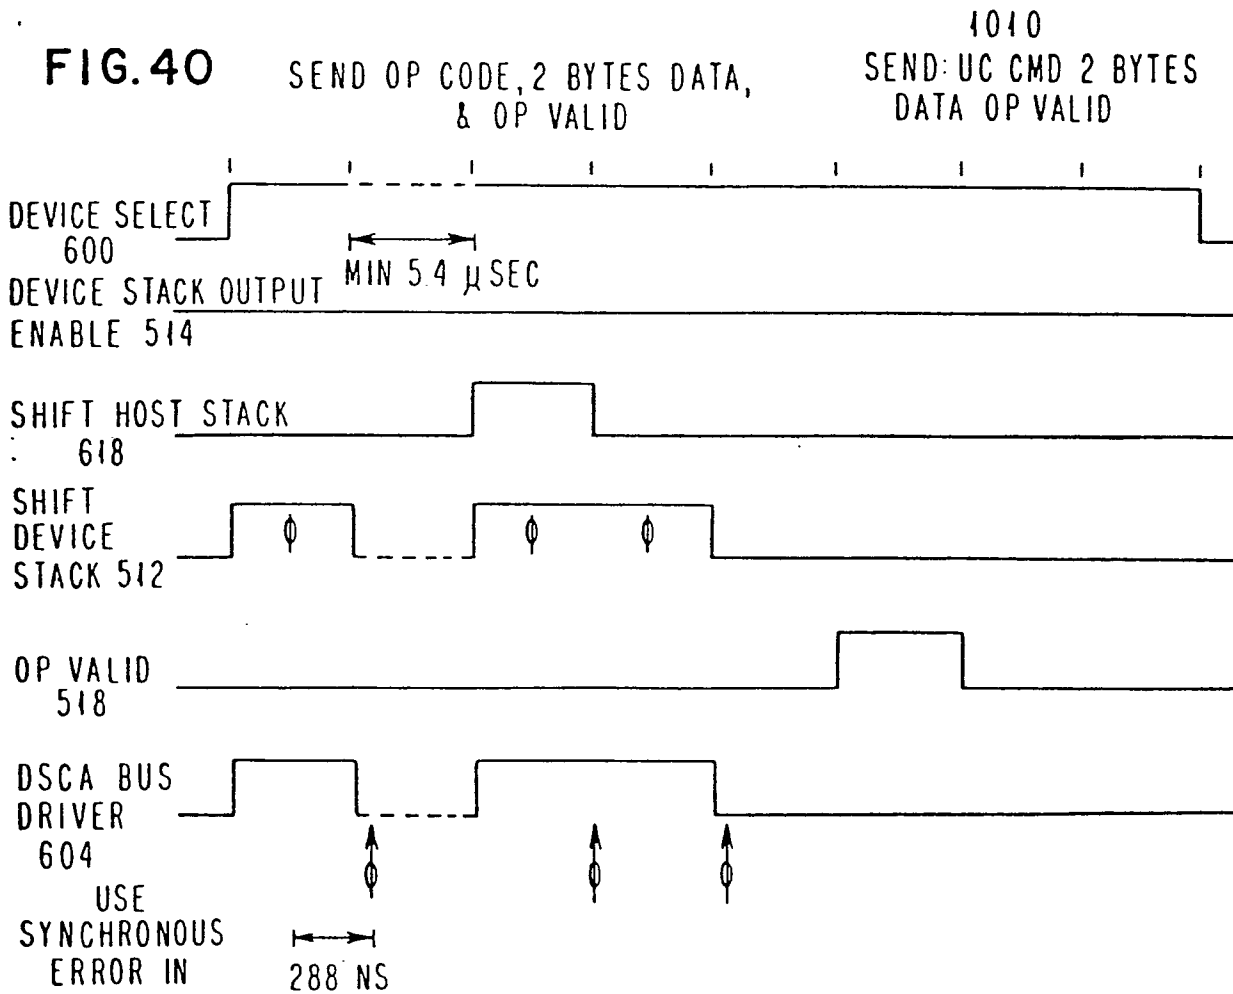 FIG. 40
SEND OP CODE, 2 BYTES DATA,
& OP VALID
1010
SEND: UC CMD 2 BYTES
DATA OP VALID
DEVICE SELECT
600
MIN 5.4 μSEC
DEVICE STACK OUTPUT
ENABLE 514
SHIFT HOST STACK
618
SHIFT
DEVICE
STACK 512
OP VALID
518
DSCA BUS
DRIVER
604
USE
SYNCHRONOUS
ERROR IN
288 NS